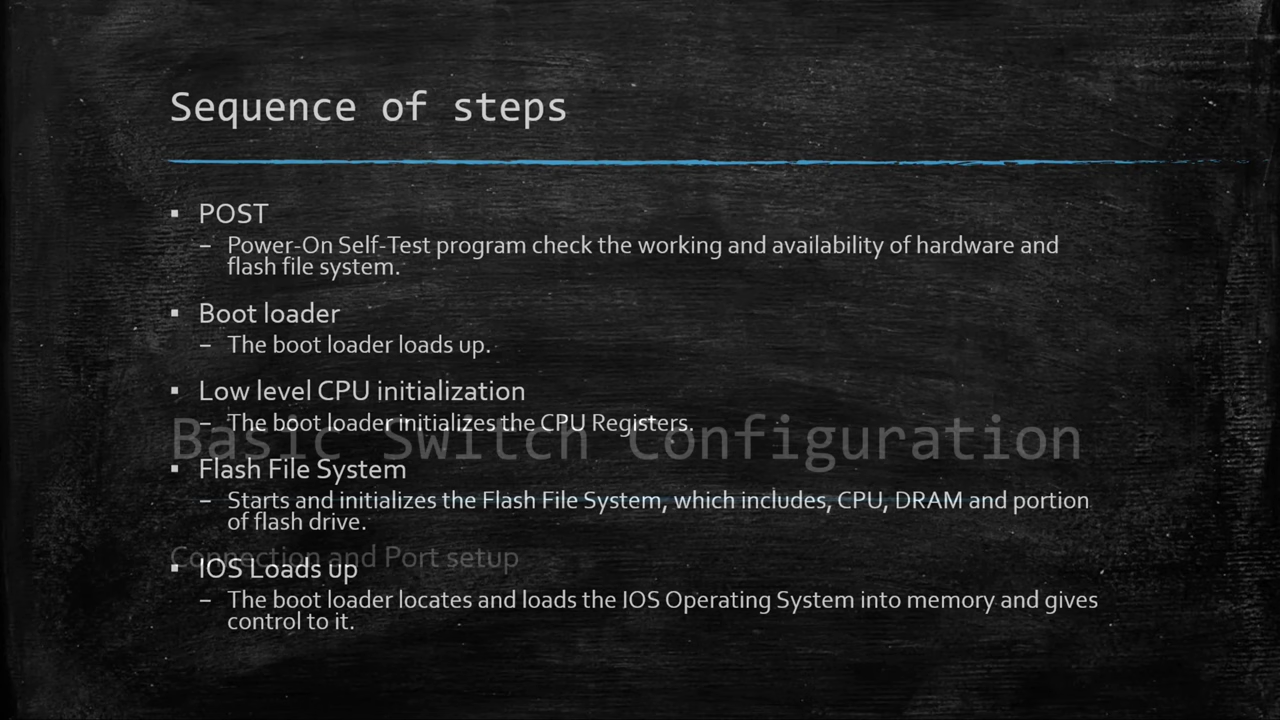 Sequence of steps
▪ POST
– Power-On Self-Test program check the working and availability of hardware and
flash file system.
▪ Boot loader
– The boot loader loads up.
▪ Low level CPU initialization
– The boot loader initializes the CPU Registers.
Basic Switch Configuration
▪ Flash File System
– Starts and initializes the Flash File System, which includes, CPU, DRAM and portion
of flash drive.
Connection and Port setup
▪ IOS Loads up
– The boot loader locates and loads the IOS Operating System into memory and gives
control to it.